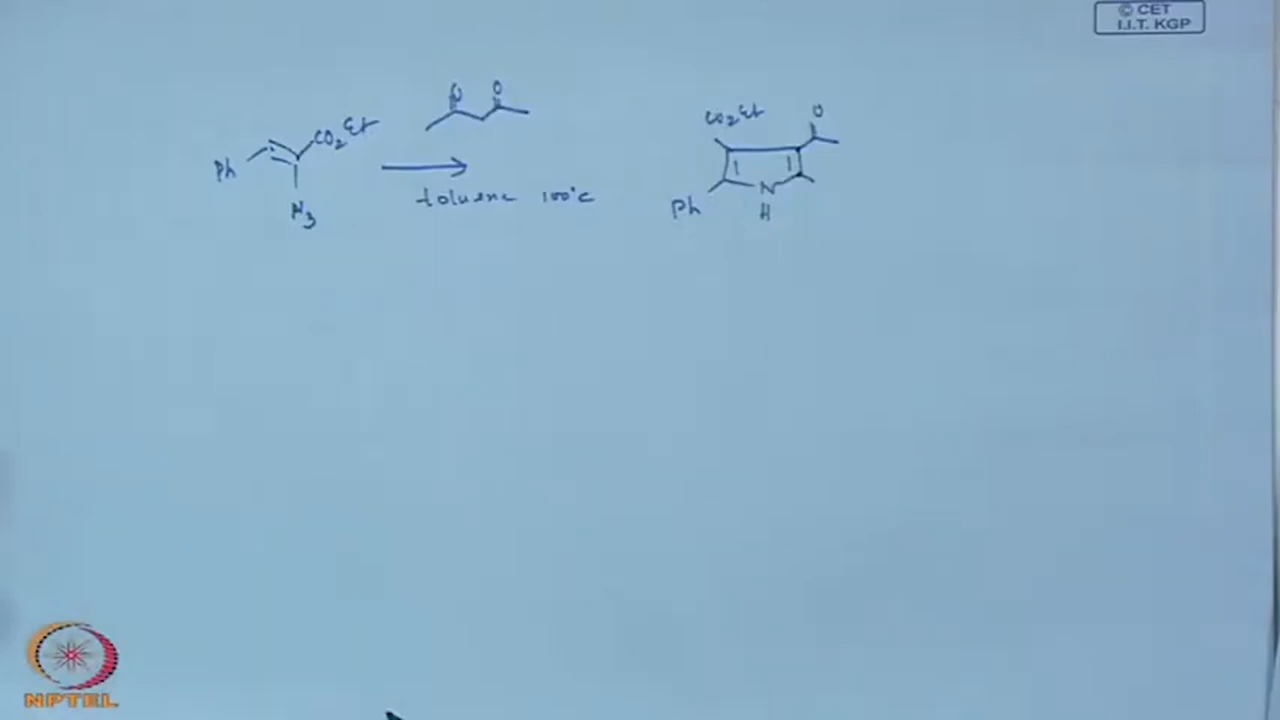 © CET
I.I.T. KGP
O O
CO₂Et
Ph
N₃
toluene 100°C
CO₂Et
O
Ph
N
H
NPTEL